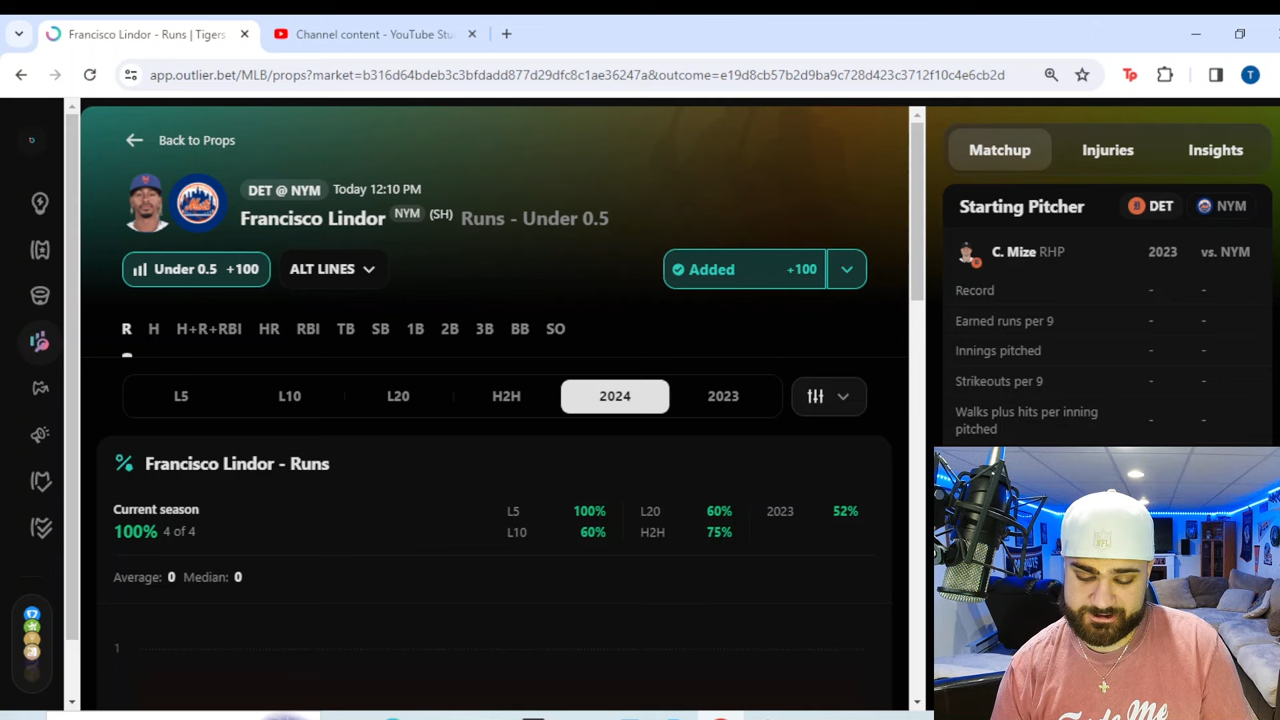 Francisco Lindor - Runs | Tigers
Channel content - YouTube Stu
app.outlier.bet/MLB/props?market=
Tp
T
Back to Props
DET @ NYM Today 12:10 PM
Francisco Lindor NYM (SH) Runs - Under 0.5
Under 0.5 +100 ALT LINES Added +100
R H H+R+RBI HR RBI TB SB 1B 2B 3B BB SO
L5 L10 L20 H2H 2024 2023
Francisco Lindor - Runs
Current season
100% 4 of 4
L5 100% L20 60% 2023 52%
L10 60% H2H 75%
Average: 0 Median: 0
1
Matchup Injuries Insights
Starting Pitcher DET NYM
C. Mize RHP 2023 vs. NYM
Record - -
Earned runs per 9 - -
Innings pitched - -
Strikeouts per 9 - -
Walks plus hits per inning
pitched - -
NFL